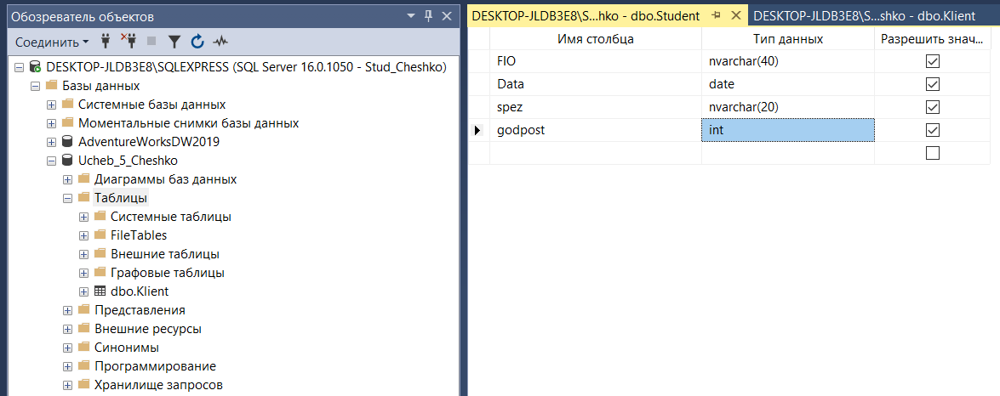 Обозреватель объектов
Соединить
DESKTOP-JLDB3E8\SQLEXPRESS (SQL Server 16.0.1050 - Stud_Cheshko)
Базы данных
Системные базы данных
Моментальные снимки базы данных
AdventureWorksDW2019
Ucheb_5_Cheshko
Диаграммы баз данных
Таблицы
Системные таблицы
FileTables
Внешние таблицы
Графовые таблицы
dbo.Klient
Представления
Внешние ресурсы
Синонимы
Программирование
Хранилище запросов
DESKTOP-JLDB3E8\S...hko - dbo.Student
DESKTOP-JLDB3E8\S...shko - dbo.Klient
Имя столбца Тип данных Разрешить знач...
FIO nvarchar(40)
Data date
spez nvarchar(20)
godpost int